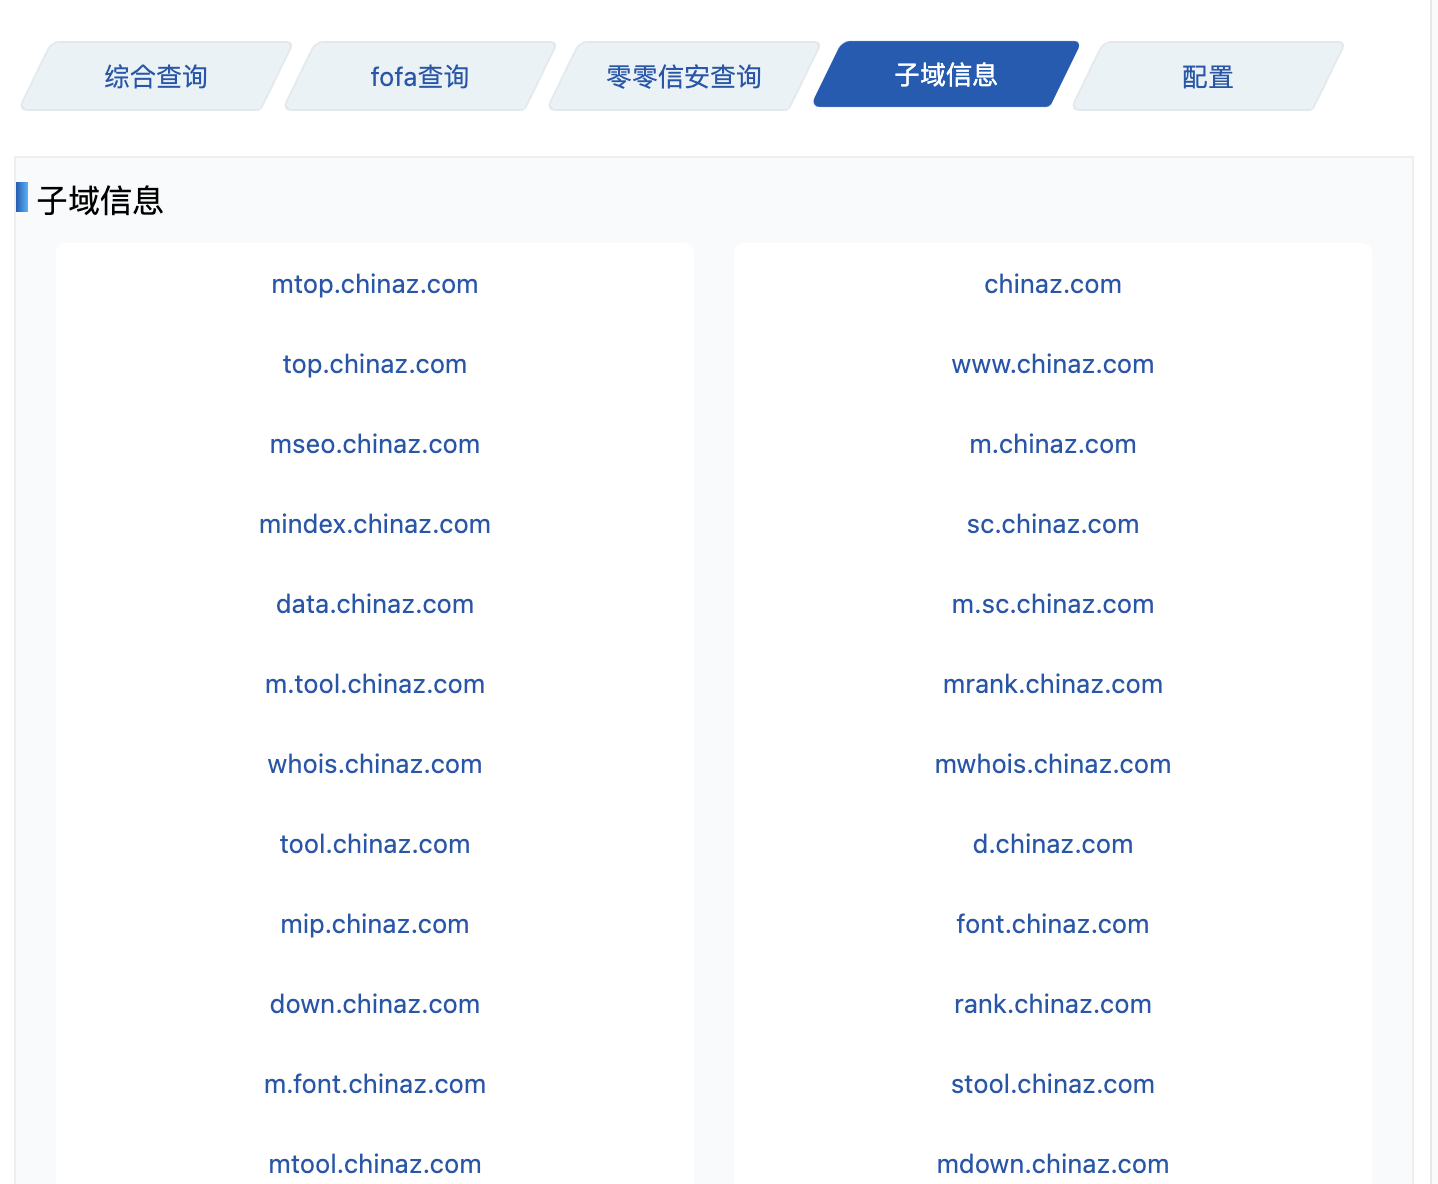 综合查询
fofa查询
零零信安查询
子域信息
配置
子域信息
mtop.chinaz.com
chinaz.com
top.chinaz.com
www.chinaz.com
mseo.chinaz.com
m.chinaz.com
mindex.chinaz.com
sc.chinaz.com
data.chinaz.com
m.sc.chinaz.com
m.tool.chinaz.com
mrank.chinaz.com
whois.chinaz.com
mwhois.chinaz.com
tool.chinaz.com
d.chinaz.com
mip.chinaz.com
font.chinaz.com
down.chinaz.com
rank.chinaz.com
m.font.chinaz.com
stool.chinaz.com
mtool.chinaz.com
mdown.chinaz.com